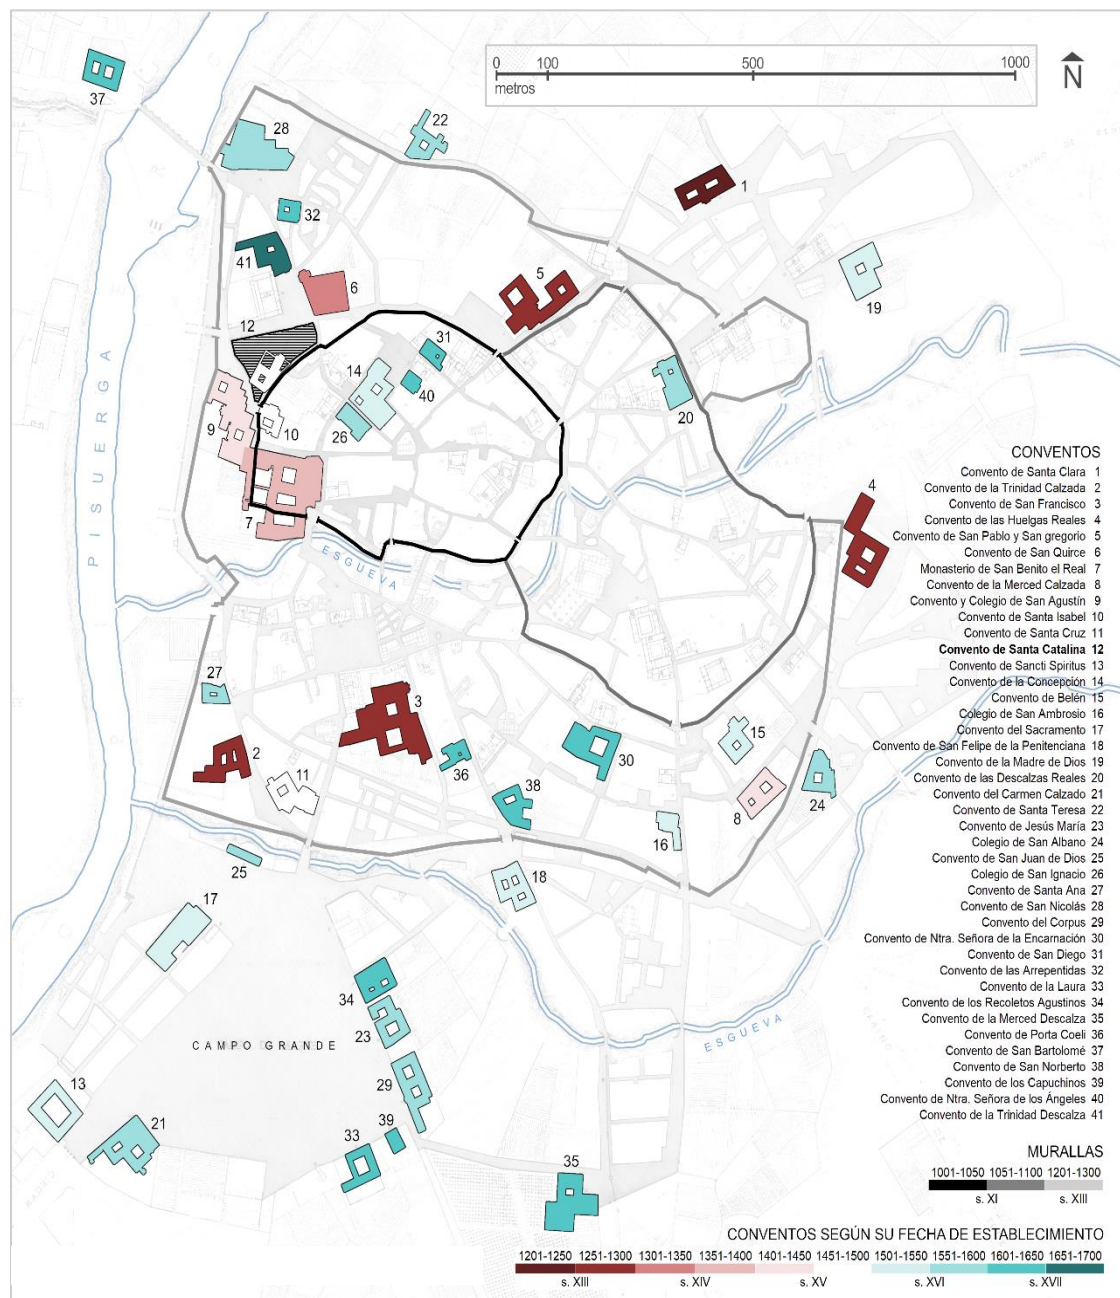 0 100 500 1000
metros
N
37
28
22
1
32
41
6
5
19
12
31
14
40
20
9
10
26
7
4
PISUERGA
ESGUEVA
27
3
2
11
36
38
30
15
8
24
16
25
18
17
34
23
CAMPO GRANDE
ESGUEVA
29
13
21
39
33
35
CONVENTOS
Convento de Santa Clara 1
Convento de la Trinidad Calzada 2
Convento de San Francisco 3
Convento de las Huelgas Reales 4
Convento de San Pablo y San gregorio 5
Convento de San Quirce 6
Monasterio de San Benito el Real 7
Convento de la Merced Calzada 8
Convento y Colegio de San Agustín 9
Convento de Santa Isabel 10
Convento de Santa Cruz 11
Convento de Santa Catalina 12
Convento de Sancti Spiritus 13
Convento de la Concepción 14
Convento de Belén 15
Colegio de San Ambrosio 16
Convento del Sacramento 17
Convento de San Felipe de la Penitenciana 18
Convento de la Madre de Dios 19
Convento de las Descalzas Reales 20
Convento del Carmen Calzado 21
Convento de Santa Teresa 22
Convento de Jesús María 23
Colegio de San Albano 24
Convento de San Juan de Dios 25
Colegio de San Ignacio 26
Convento de Santa Ana 27
Convento de San Nicolás 28
Convento del Corpus 29
Convento de Ntra. Señora de la Encarnación 30
Convento de San Diego 31
Convento de las Arrepentidas 32
Convento de la Laura 33
Convento de los Recoletos Agustinos 34
Convento de la Merced Descalza 35
Convento de Porta Coeli 36
Convento de San Bartolomé 37
Convento de San Norberto 38
Convento de los Capuchinos 39
Convento de Ntra. Señora de los Ángeles 40
Convento de la Trinidad Descalza 41
MURALLAS
1001-1050 1051-1100 1201-1300
s. XI s. XIII
CONVENTOS SEGÚN SU FECHA DE ESTABLECIMIENTO
1201-1250 1251-1300 1301-1350 1351-1400 1401-1450 1451-1500 1501-1550 1551-1600 1601-1650 1651-1700
s. XIII s. XIV s. XV s. XVI s. XVII